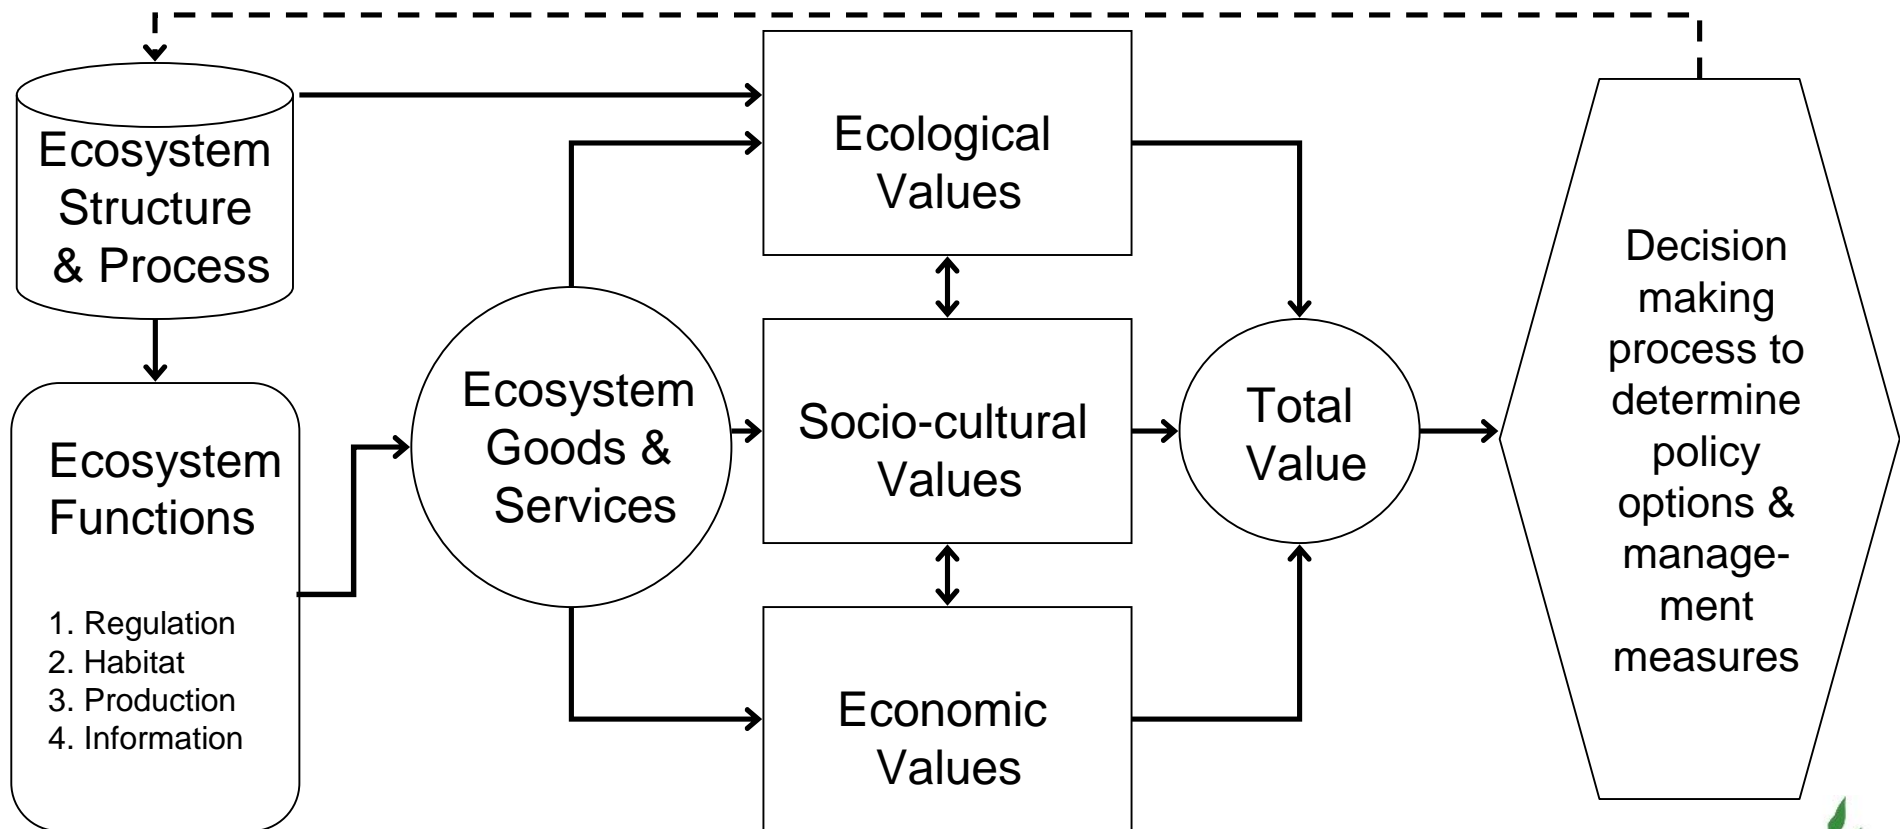 Ecosystem
Structure
& Process
Ecosystem
Functions
1. Regulation
2. Habitat
3. Production
4. Information
Ecosystem
Goods &
Services
Ecological
Values
Socio-cultural
Values
Economic
Values
Total
Value
Decision
making
process to
determine
policy
options &
manage-
ment
measures